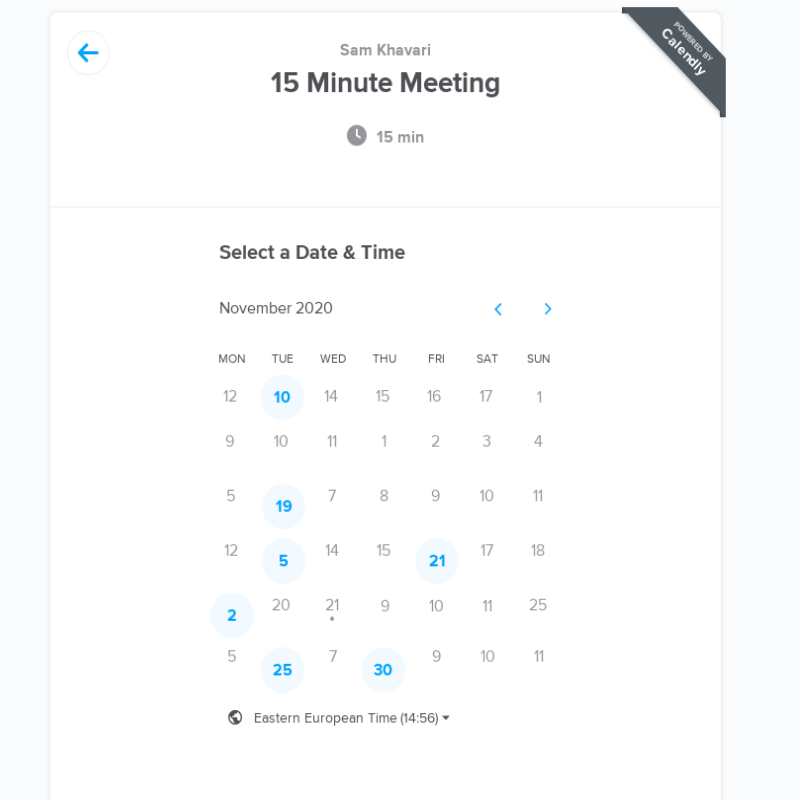 POWERED BY
Calendly
Sam Khavari
15 Minute Meeting
15 min
Select a Date & Time
November 2020
MON TUE WED THU FRI SAT SUN
12 10 14 15 16 17 1
9 10 11 1 2 3 4
5 19 7 8 9 10 11
12 5 14 15 21 17 18
2 20 21 9 10 11 25
5 25 7 30 9 10 11
Eastern European Time (14:56)